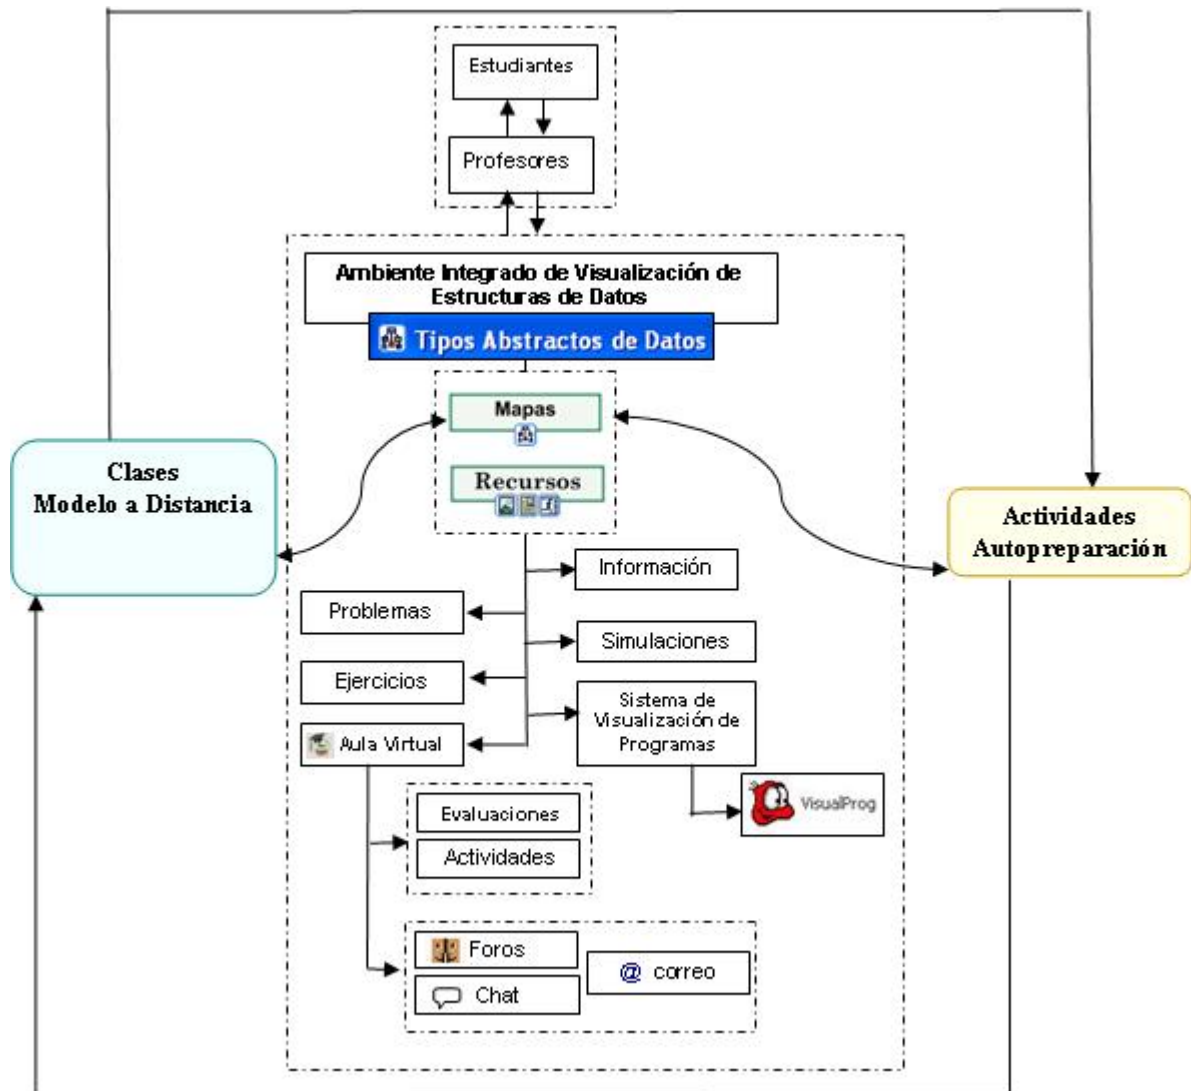 Estudiantes
Profesores
Ambiente Integrado de Visualización de
Estructuras de Datos
Tipos Abstractos de Datos
Mapas
Recursos
Clases
Modelo a Distancia
Actividades
Autopreparación
Información
Problemas
Simulaciones
Ejercicios
Sistema de
Visualización de
Programas
Aula Virtual
VisualProg
Evaluaciones
Actividades
Foros
@ correo
Chat